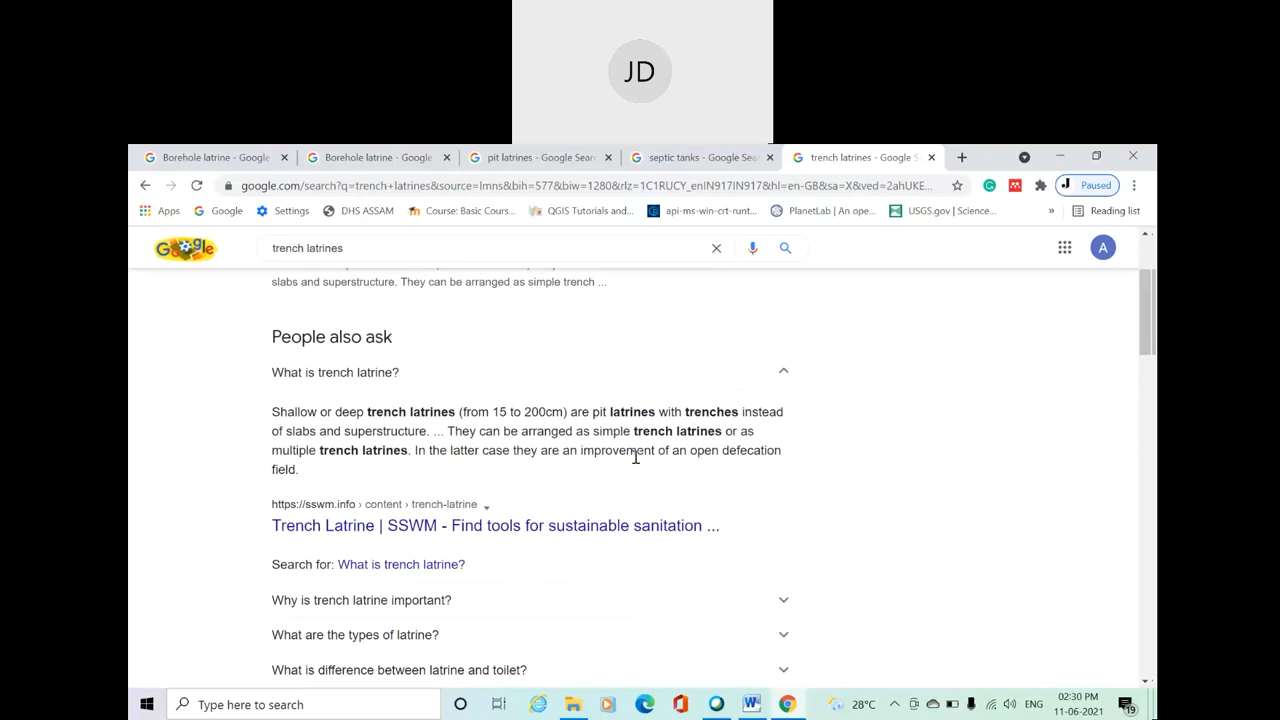 JD
Borehole latrine - Google
Borehole latrine - Google
pit latrines - Google Sear
septic tanks - Google Sea
trench latrines - Google S
google.com/search?q=trench+latrines&source=lmns&bih=577&biw=1280&rlz=1C1RUCY_enIN917IN917&hl=en-GB&sa=X&ved=2ahUKE...
J Paused
Apps
Google
Settings
DHS ASSAM
Course: Basic Cours...
QGIS Tutorials and...
api-ms-win-crt-runt...
PlanetLab | An ope...
USGS.gov | Science...
»
Reading list
Google
trench latrines
A
slabs and superstructure. They can be arranged as simple trench ...
People also ask
What is trench latrine?
Shallow or deep trench latrines (from 15 to 200cm) are pit latrines with trenches instead
of slabs and superstructure. ... They can be arranged as simple trench latrines or as
multiple trench latrines. In the latter case they are an improvement of an open defecation
field.
https://sswm.info › content › trench-latrine
Trench Latrine | SSWM - Find tools for sustainable sanitation ...
Search for: What is trench latrine?
Why is trench latrine important?
What are the types of latrine?
What is difference between latrine and toilet?
Type here to search
28°C
ENG
02:30 PM
11-06-2021
19